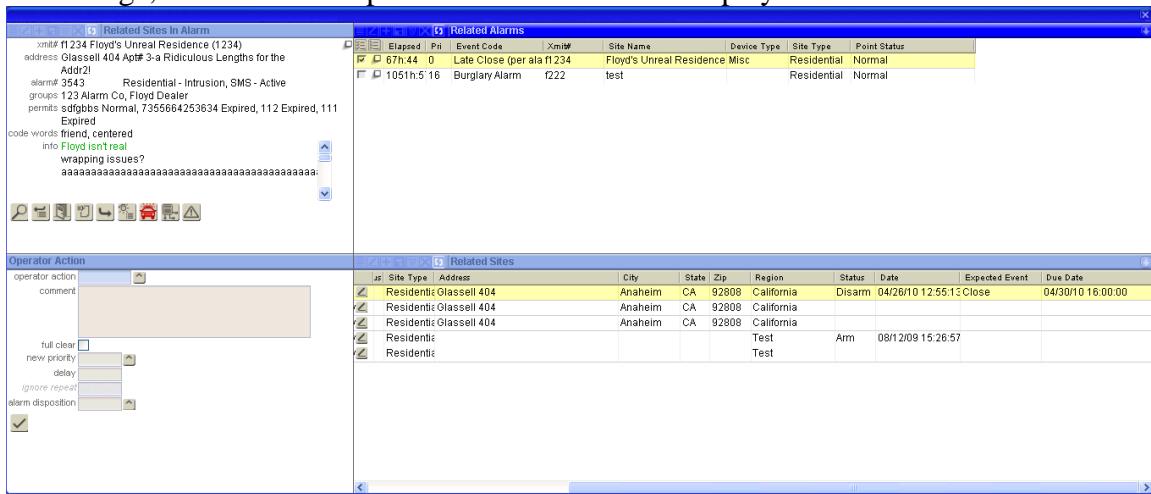 Related Sites In Alarm
xmit# f1234 Floyd's Unreal Residence (1234)
address Glassell 404 Apt# 3-a Ridiculous Lengths for the
Addr2!
alarm# 3543 Residential - Intrusion, SMS - Active
groups 123 Alarm Co, Floyd Dealer
permits sdfgbbs Normal, 7355664253634 Expired, 112 Expired, 111
Expired
code words friend, centered
info Floyd isn't real
wrapping issues?
Related Alarms
Elapsed Pri Event Code Xmit# Site Name Device Type Site Type Point Status
67h:44 0 Late Close (per ala f1234 Floyd's Unreal Residence Misc Residential Normal
1051h:5 16 Burglary Alarm f222 test Residential Normal
Operator Action
operator action
comment
full clear
new priority
delay
ignore repeat
alarm disposition
Related Sites
Site Type Address City State Zip Region Status Date Expected Event Due Date
Residentia Glassell 404 Anaheim CA 92808 California Disarm 04/26/10 12:55:13 Close 04/30/10 16:00:00
Residentia Glassell 404 Anaheim CA 92808 California
Residentia Test Arm 08/12/09 15:26:57
Residentia Test